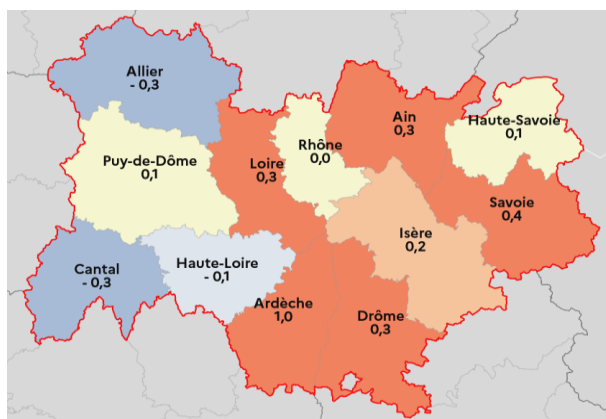 Allier
- 0,3
Ain
0,3
Haute-Savoie
0,1
Rhône
0,0
Puy-de-Dôme
0,1
Loire
0,3
Savoie
0,4
Isère
0,2
Cantal
- 0,3
Haute-Loire
- 0,1
Ardèche
1,0
Drôme
0,3